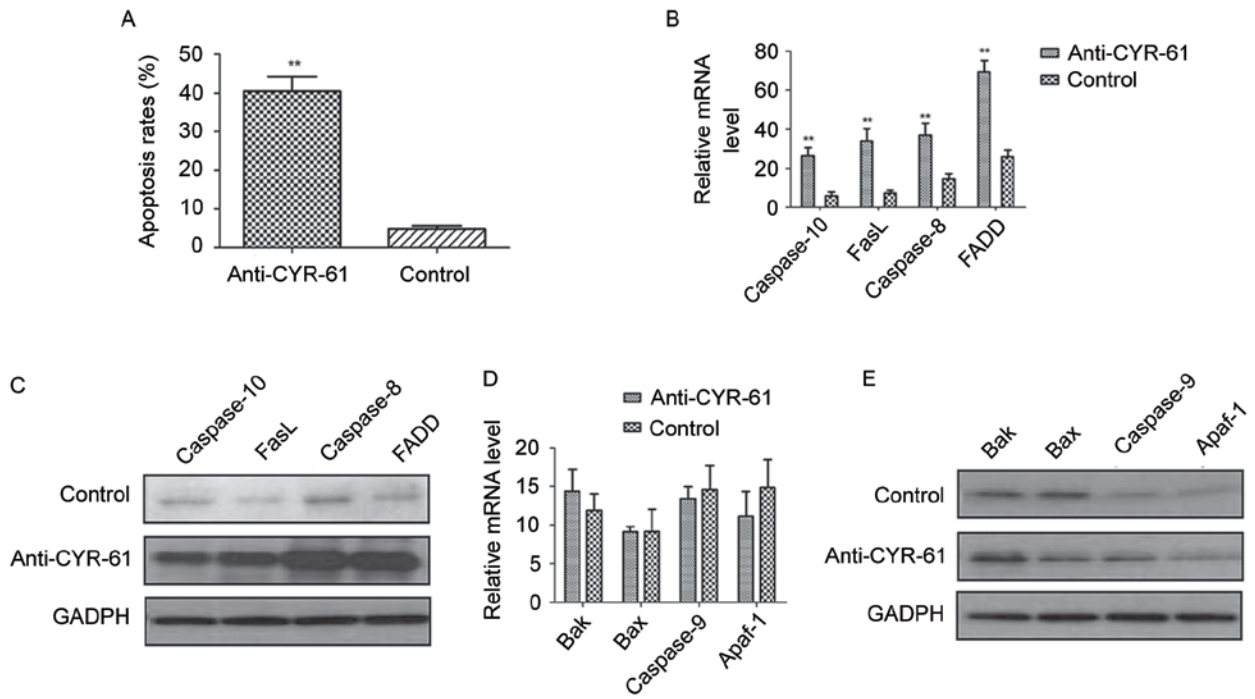 A
Apoptosis rates (%)
50
40
30
20
10
0
**
Anti-CYR-61
Control
B
Relative mRNA
level
80
60
40
20
0
**
**
**
**
Caspase-10
FasL
Caspase-8
FADD
Anti-CYR-61
Control
C
Caspase-10
FasL
Caspase-8
FADD
Control
Anti-CYR-61
GADPH
D
Anti-CYR-61
Control
Relative mRNA level
20
15
10
5
0
Bak
Bax
Caspase-9
Apaf-1
E
Bak
Bax
Caspase-9
Apaf-1
Control
Anti-CYR-61
GADPH